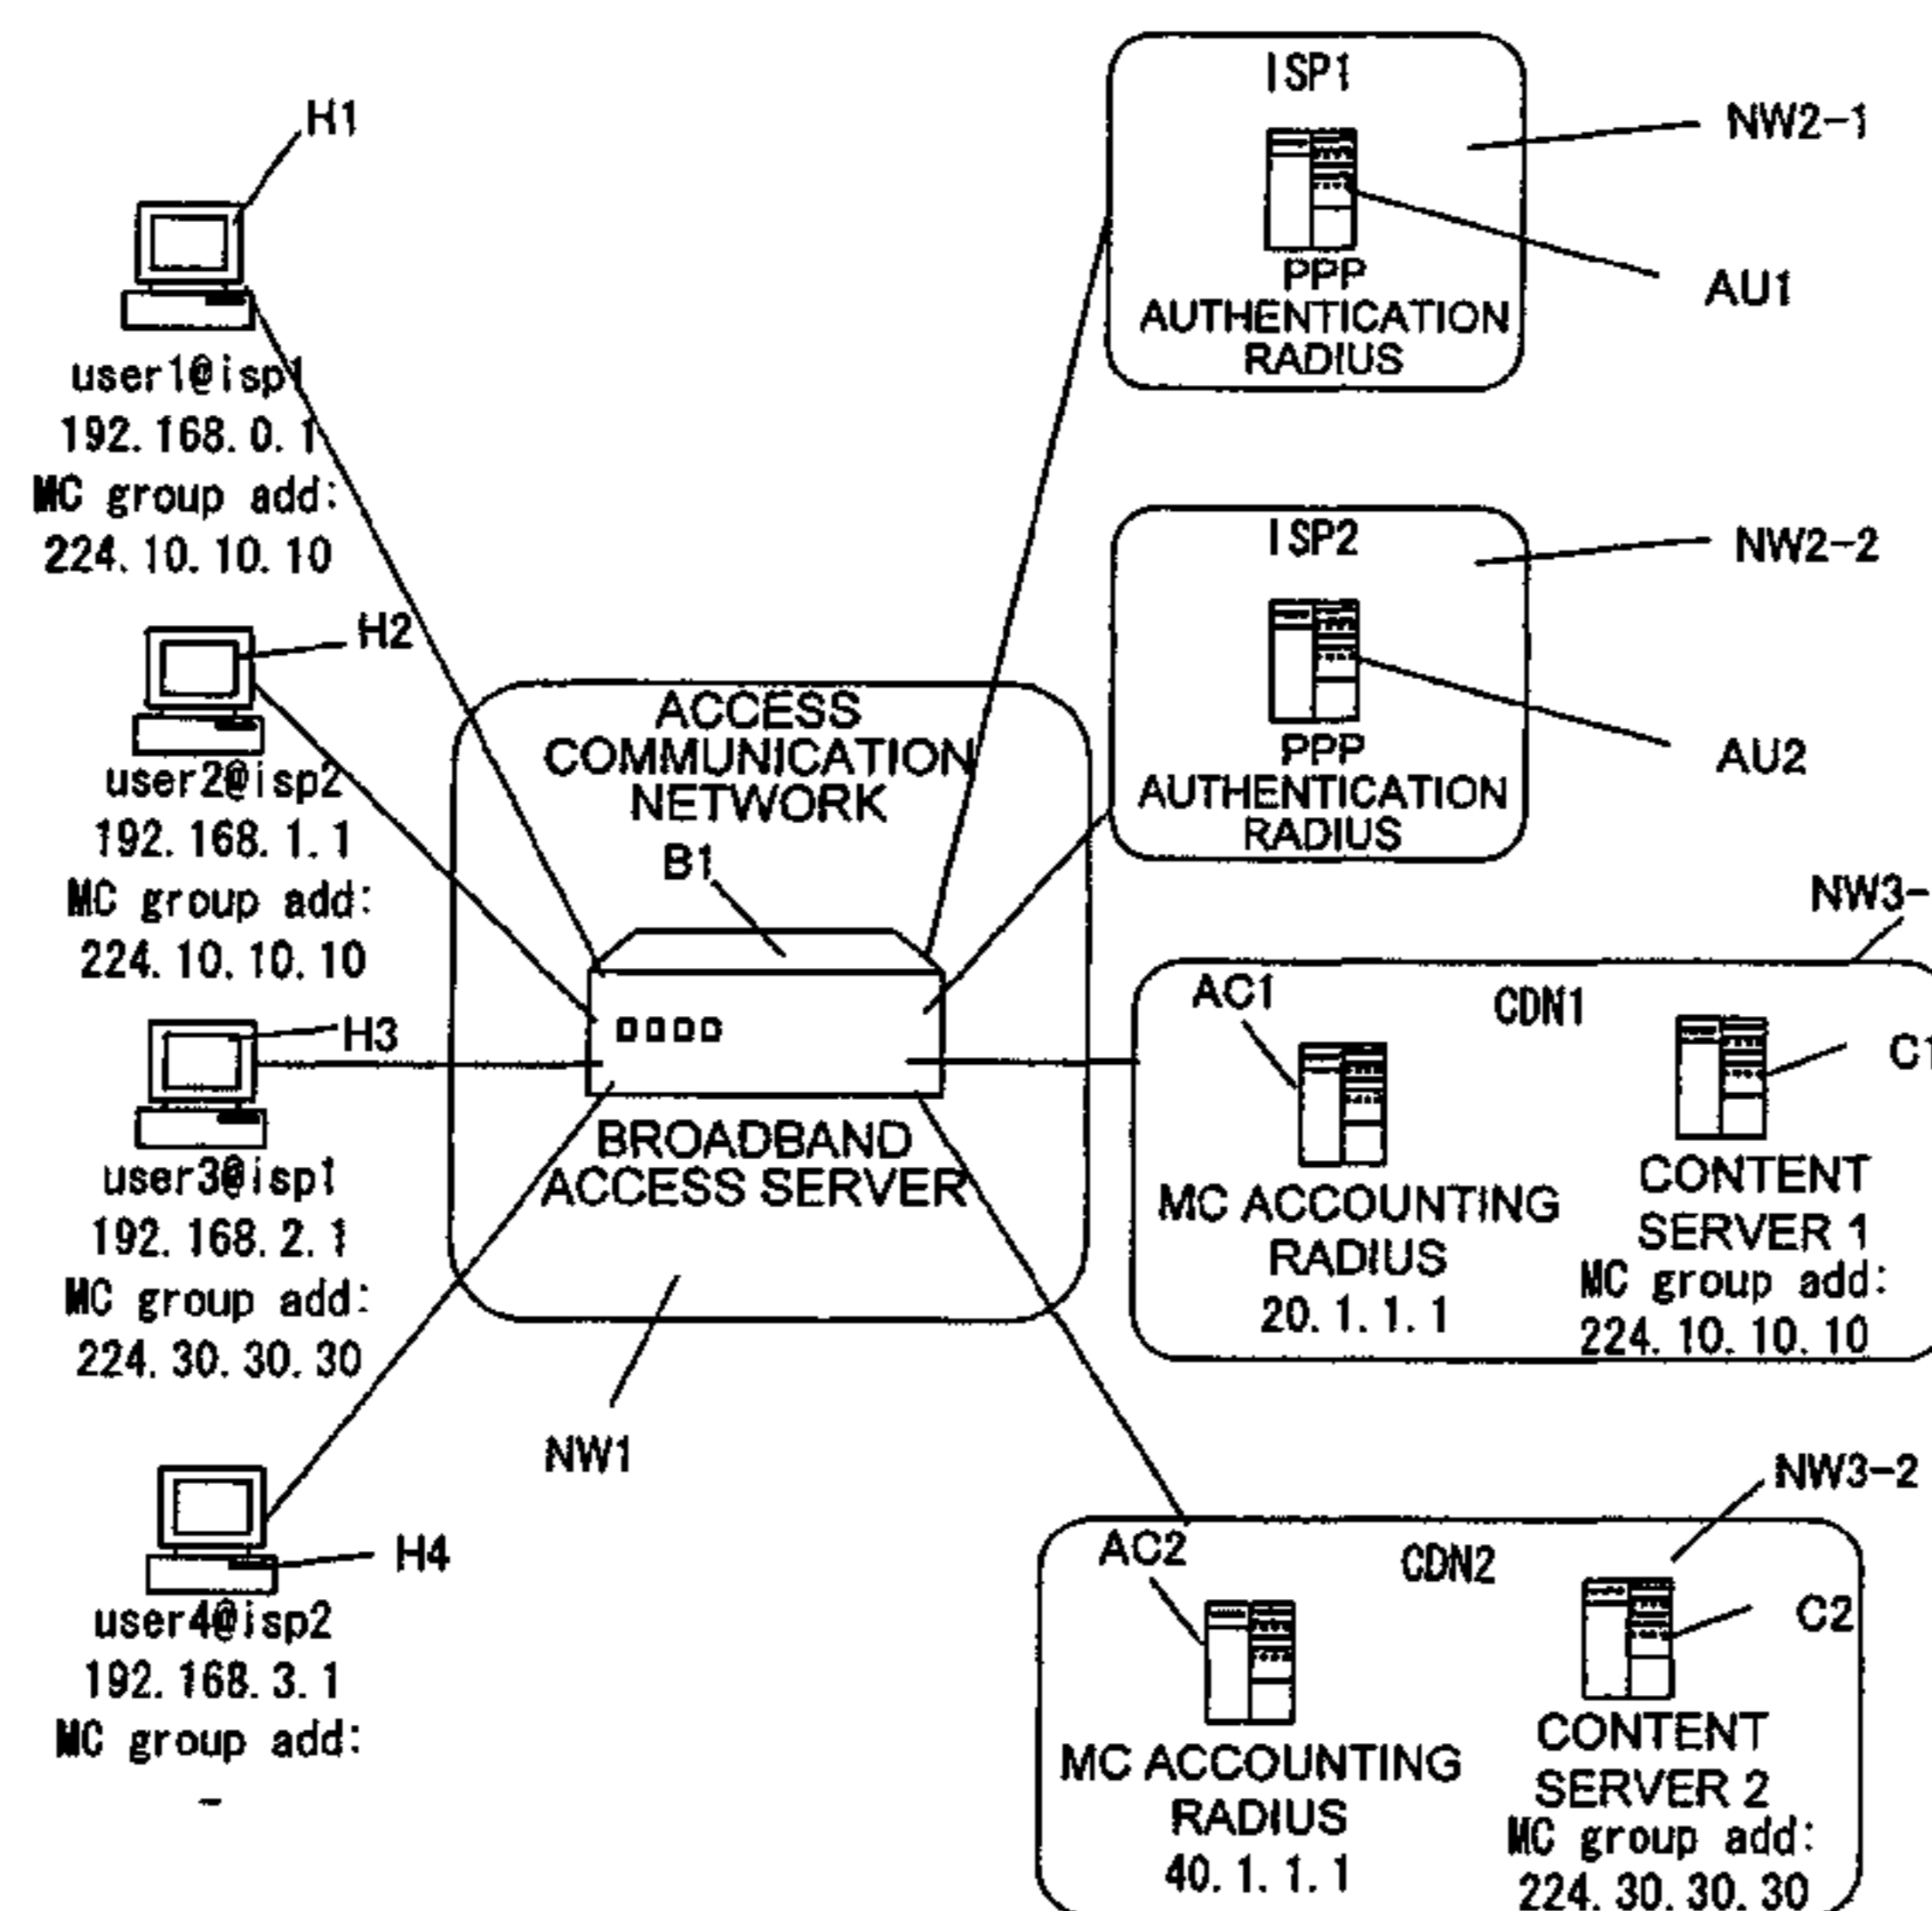 H1
user1@isp1
192.168.0.1
MC group add:
224.10.10.10
H2
user2@isp2
192.168.1.1
MC group add:
224.10.10.10
H3
user3@isp1
192.168.2.1
MC group add:
224.30.30.30
H4
user4@isp2
192.168.3.1
MC group add:
-
ACCESS
COMMUNICATION
NETWORK
B1
BROADBAND
ACCESS SERVER
NW1
ISP1
NW2-1
PPP
AUTHENTICATION
RADIUS
AU1
ISP2
NW2-2
PPP
AUTHENTICATION
RADIUS
AU2
NW3-
AC1
CDN1
C1
MC ACCOUNTING
RADIUS
20.1.1.1
CONTENT
SERVER 1
MC group add:
224.10.10.10
NW3-2
AC2
CDN2
C2
MC ACCOUNTING
RADIUS
40.1.1.1
CONTENT
SERVER 2
MC group add:
224.30.30.30